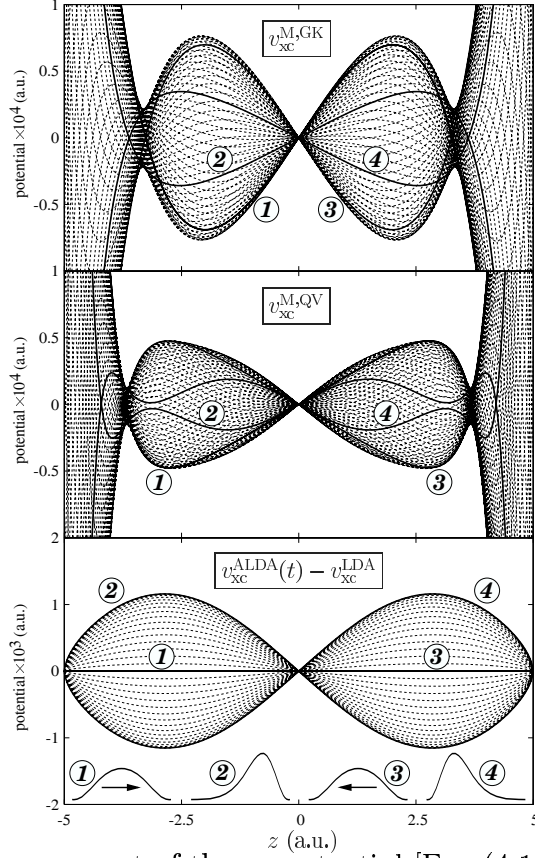 1
v_xc^M,GK
0.5
potential ×10^4 (a.u.)
0
2 4
-0.5
1 3
1
v_xc^M,QV
0.5
potential ×10^4 (a.u.)
0
2 4
-0.5
1 3
2
v_xc^ALDA(t) − v_xc^LDA
2 4
1
potential ×10^3 (a.u.)
1 3
0
-1
1 2 3 4
-2
-5 -2.5 0 2.5 5
z (a.u.)